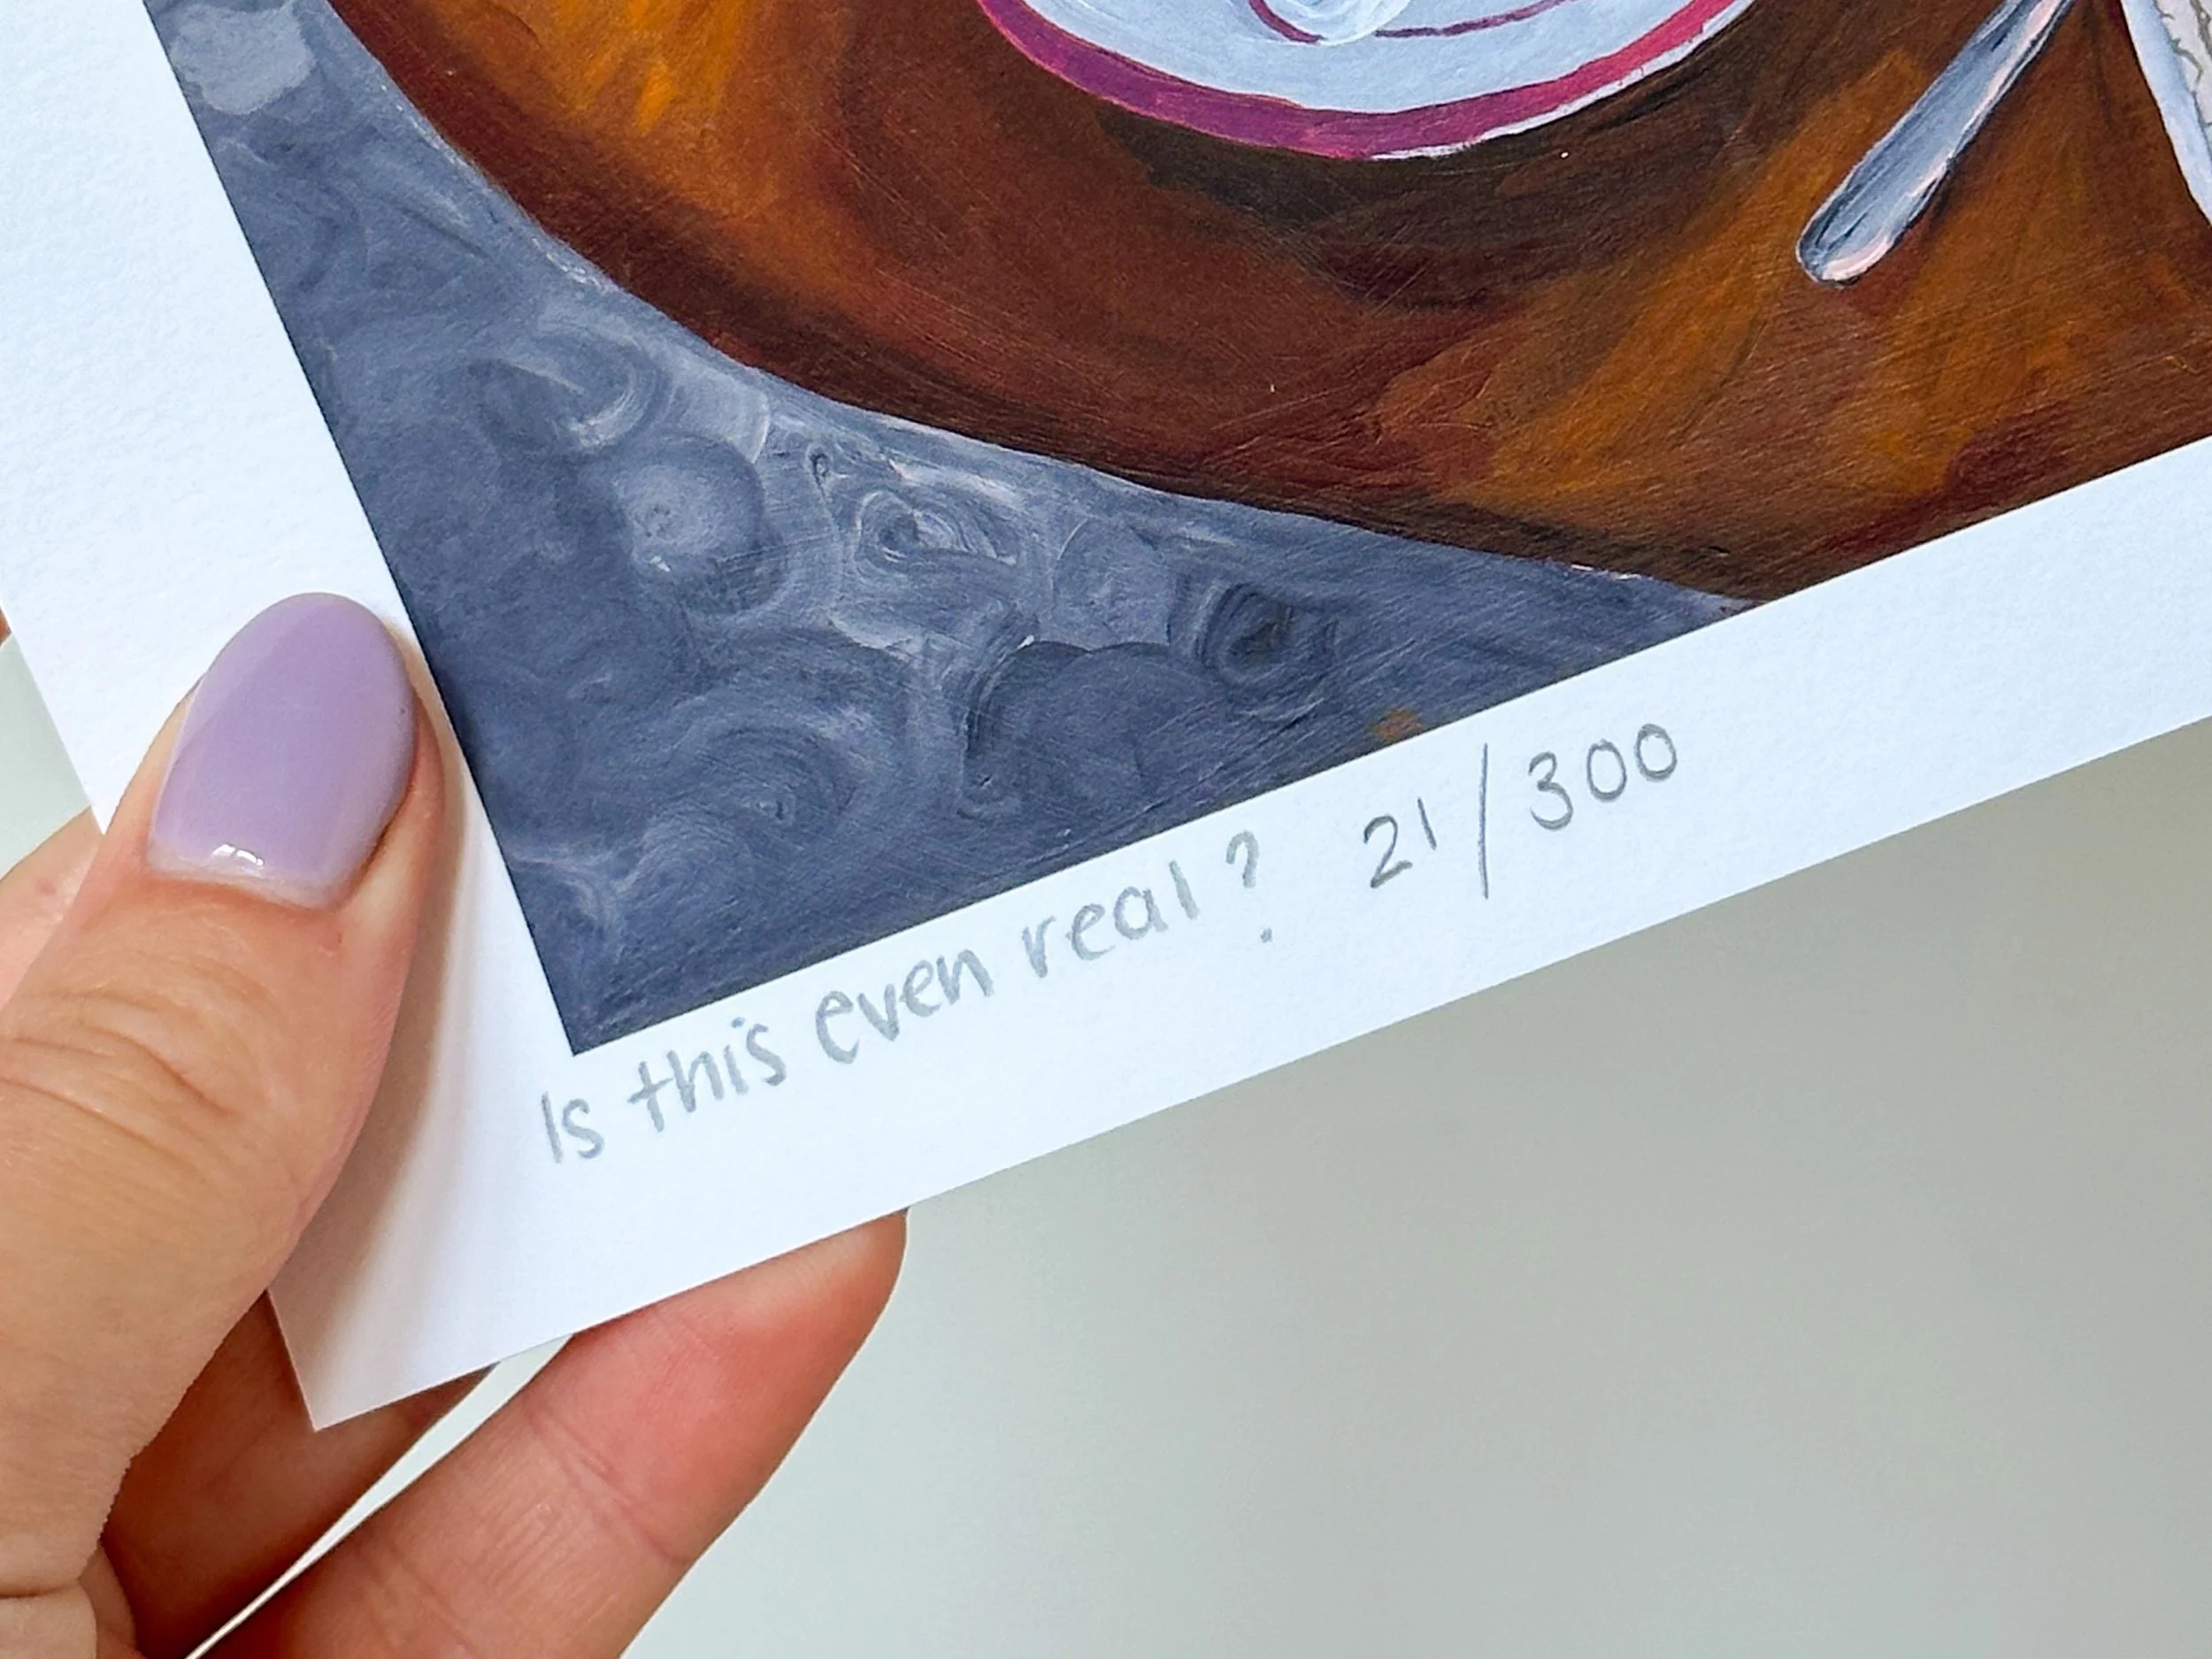 Is this even real? 21/300